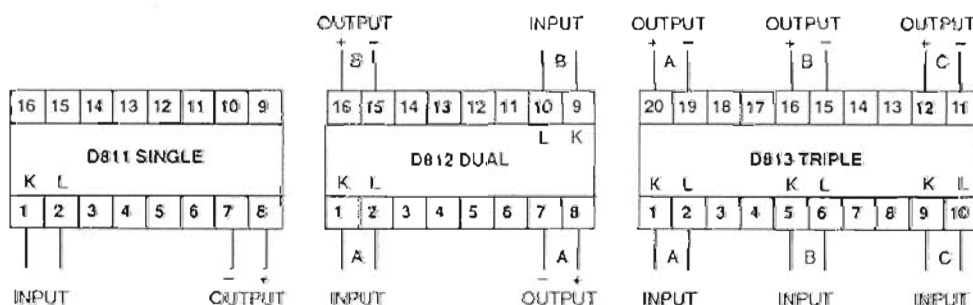 OUTPUT INPUT OUTPUT OUTPUT OUTPUT
+ − + − + − + −
B B A B C
16 15 14 13 12 11 10 9 16 15 14 13 12 11 10 9 20 19 18 17 16 15 14 13 12 11
L K
D811 SINGLE D812 DUAL D813 TRIPLE
K L K L K L K L K L
1 2 3 4 5 6 7 8 1 2 3 4 5 6 7 8 1 2 3 4 5 6 7 8 9 10
A A A B C
− + − +
INPUT OUTPUT INPUT OUTPUT INPUT INPUT INPUT